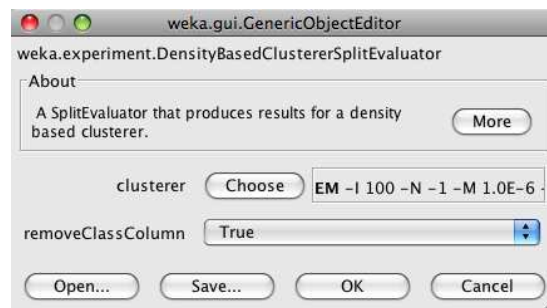 weka.gui.GenericObjectEditor
weka.experiment.DensityBasedClustererSplitEvaluator
About
A SplitEvaluator that produces results for a density
based clusterer.
More
clusterer Choose EM -I 100 -N -1 -M 1.0E-6 -
removeClassColumn True
Open... Save... OK Cancel